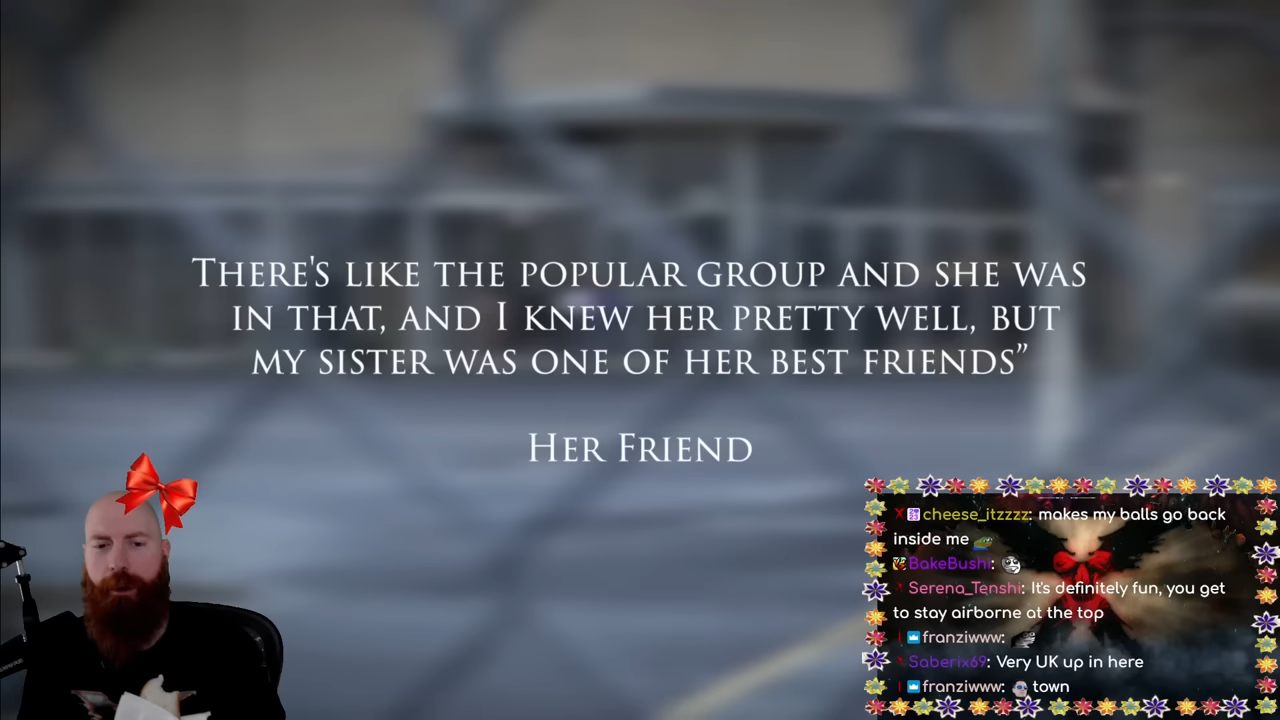 There's like the popular group and she was
in that, and I knew her pretty well, but
my sister was one of her best friends”
Her Friend
cheese_itzzzz: makes my balls go back
inside me
BakeBushi:
Serena_Tenshi: It's definitely fun, you get
to stay airborne at the top
franziwww:
Saberix69: Very UK up in here
franziwww: town